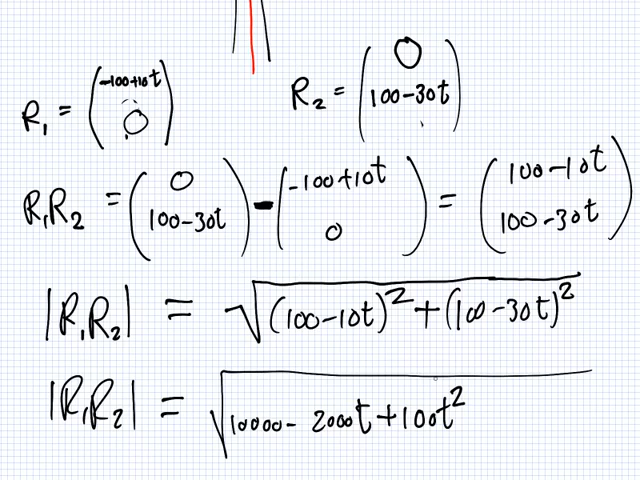 R₁ = (-100+10t 0) R₂ = (0 100-30t)
R₁R₂ = (0 100-30t) - (-100+10t 0) = (100-10t 100-30t)
|R₁R₂| = √((100-10t)² + (100-30t)²)
|R₁R₂| = √(10000 - 2000t + 100t²